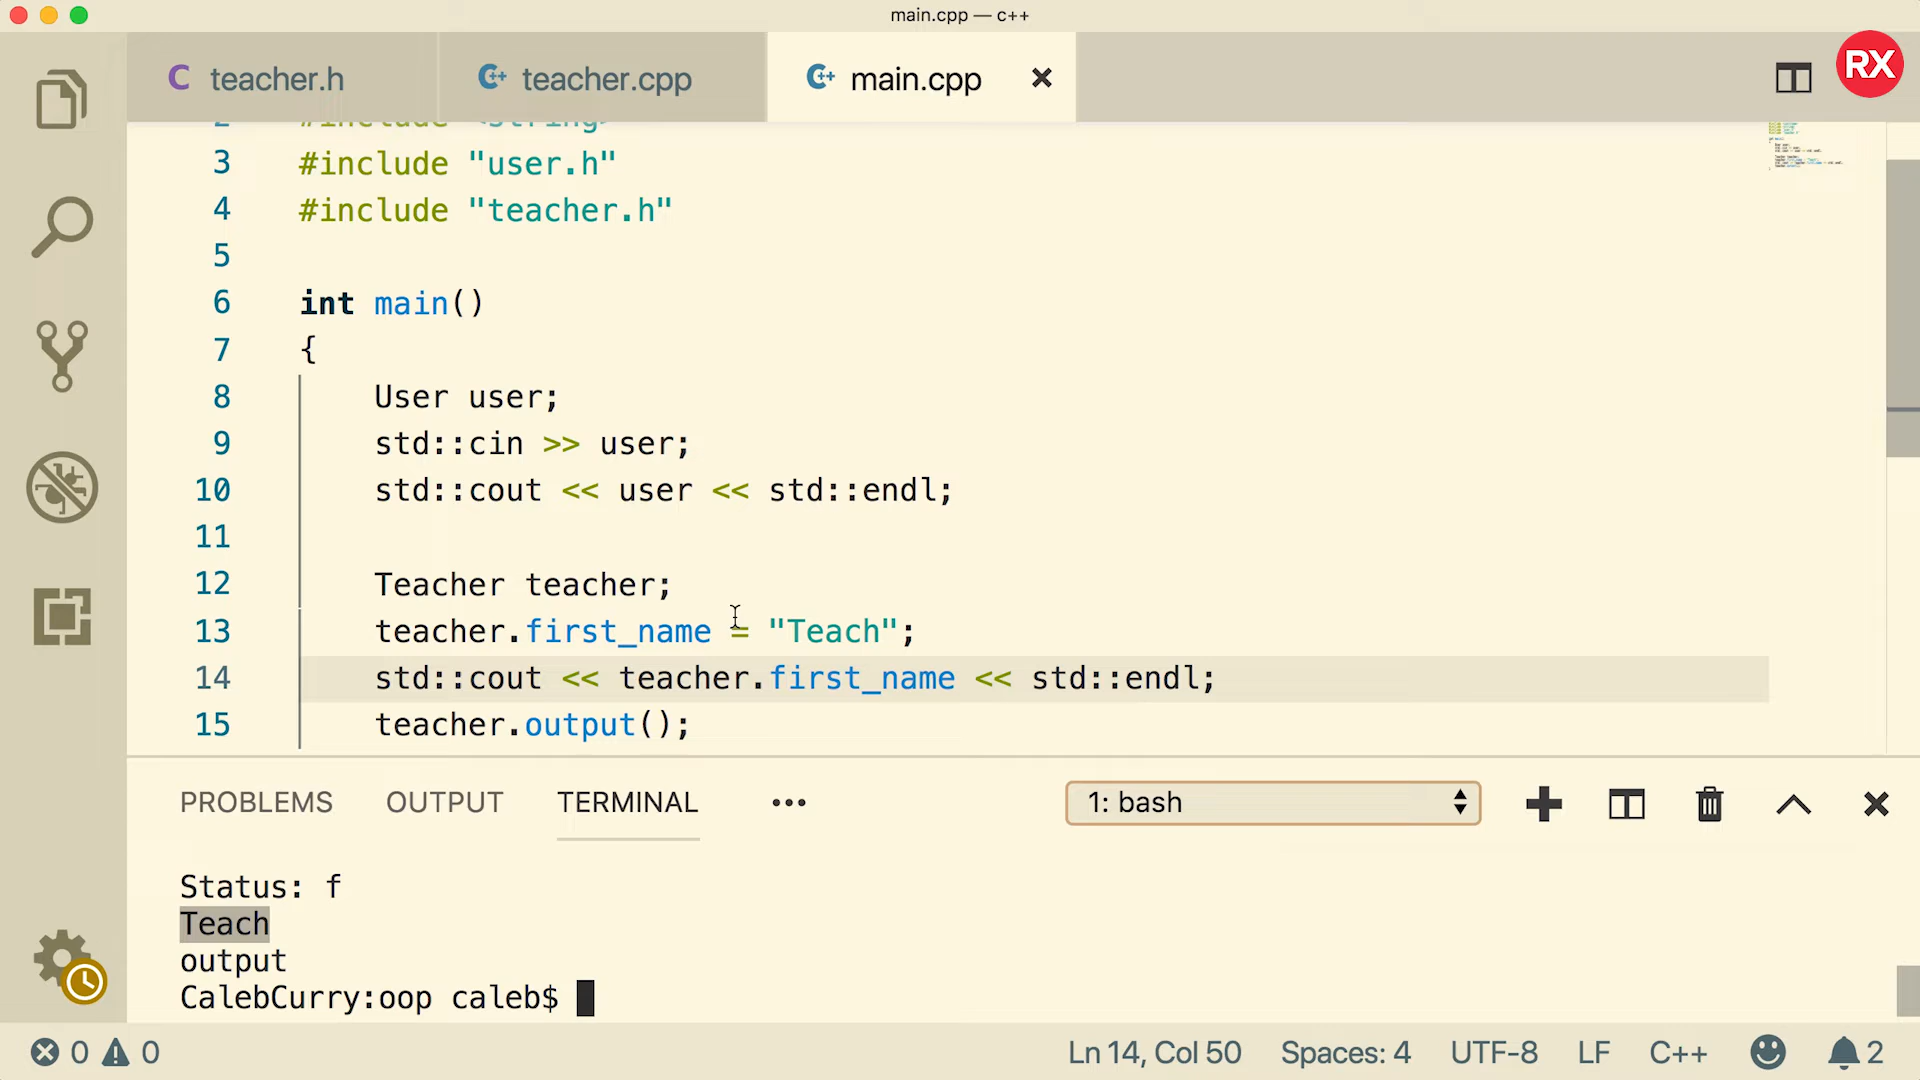 main.cpp — c++
teacher.h
teacher.cpp
main.cpp
RX
2 #include <string>
3 #include "user.h"
4 #include "teacher.h"
5
6 int main()
7 {
8 User user;
9 std::cin >> user;
10 std::cout << user << std::endl;
11
12 Teacher teacher;
13 teacher.first_name = "Teach";
14 std::cout << teacher.first_name << std::endl;
15 teacher.output();
PROBLEMS OUTPUT TERMINAL ••• 1: bash
Status: f
Teach
output
CalebCurry:oop caleb$
0 0 Ln 14, Col 50 Spaces: 4 UTF-8 LF C++ 2